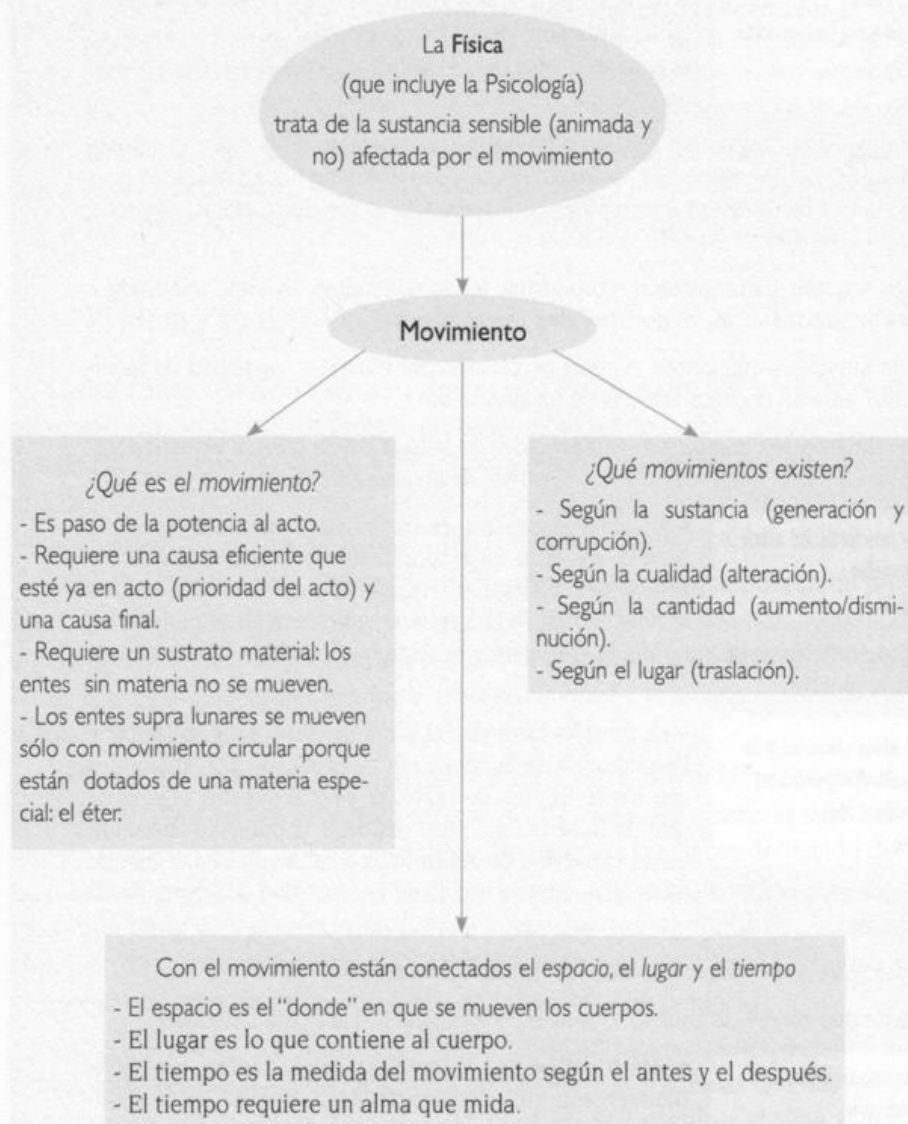 La Física
(que incluye la Psicología)
trata de la sustancia sensible (animada y
no) afectada por el movimiento
Movimiento
¿Qué es el movimiento?
- Es paso de la potencia al acto.
- Requiere una causa eficiente que
esté ya en acto (prioridad del acto) y
una causa final.
- Requiere un sustrato material: los
entes sin materia no se mueven.
- Los entes supra lunares se mueven
sólo con movimiento circular porque
están dotados de una materia espe-
cial: el éter.
¿Qué movimientos existen?
- Según la sustancia (generación y
corrupción).
- Según la cualidad (alteración).
- Según la cantidad (aumento/dismi-
nución).
- Según el lugar (traslación).
Con el movimiento están conectados el espacio, el lugar y el tiempo
- El espacio es el "donde" en que se mueven los cuerpos.
- El lugar es lo que contiene al cuerpo.
- El tiempo es la medida del movimiento según el antes y el después.
- El tiempo requiere un alma que mida.